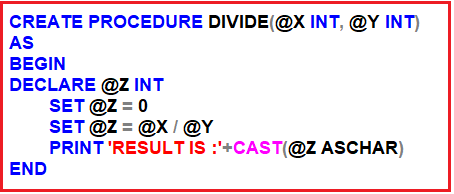 CREATE PROCEDURE DIVIDE(@X INT, @Y INT)
AS
BEGIN
DECLARE @Z INT
SET @Z = 0
SET @Z = @X / @Y
PRINT 'RESULT IS :'+CAST(@Z ASCHAR)
END